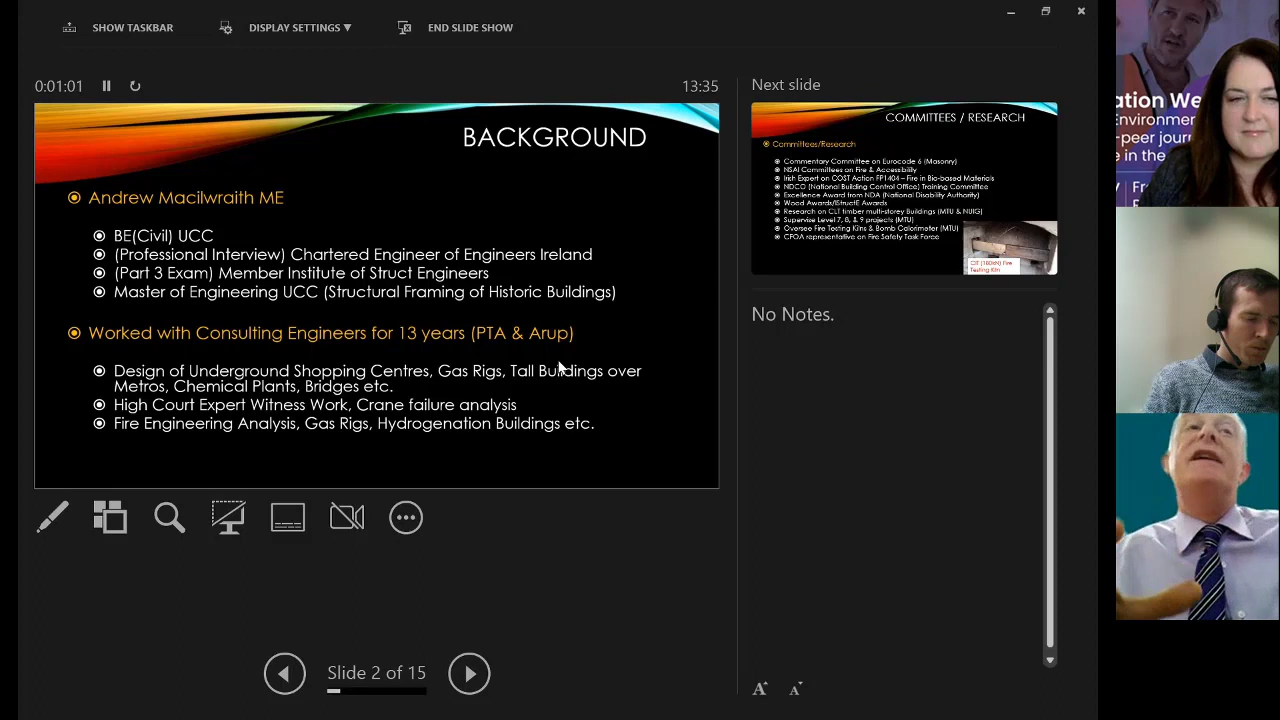 SHOW TASKBAR
DISPLAY SETTINGS ▼
END SLIDE SHOW
0:01:01
13:35
BACKGROUND
Andrew Macilwraith ME
BE(Civil) UCC
(Professional Interview) Chartered Engineer of Engineers Ireland
(Part 3 Exam) Member Institute of Struct Engineers
Master of Engineering UCC (Structural Framing of Historic Buildings)
Worked with Consulting Engineers for 13 years (PTA & Arup)
Design of Underground Shopping Centres, Gas Rigs, Tall Buildings over
Metros, Chemical Plants, Bridges etc.
High Court Expert Witness Work, Crane failure analysis
Fire Engineering Analysis, Gas Rigs, Hydrogenation Buildings etc.
Slide 2 of 15
Next slide
COMMITTEES / RESEARCH
Committees/Research
Commentary Committee on Eurocode 6 (Masonry)
NSAI Committees on Fire & Accessibility
Irish Expert on COST Action FP1404 – Fire in Bio-based Materials
NDCO (National Building Control Office) Training Committee
Excellence Award from NDA (National Disability Authority)
Wood Awards/IStructE Awards
Research on CLT timber multi-storey Buildings (MTU & NUIG)
Supervise Level 7, 8, & 9 projects (MTU)
Oversee Fire Testing Kilns & Bomb Calorimeter (MTU)
CFOA representative on Fire Safety Task Force
CIT (180kN) Fire
Testing Kiln
No Notes.
A A
ation We
Environmen
-peer journ
e in the
Fr